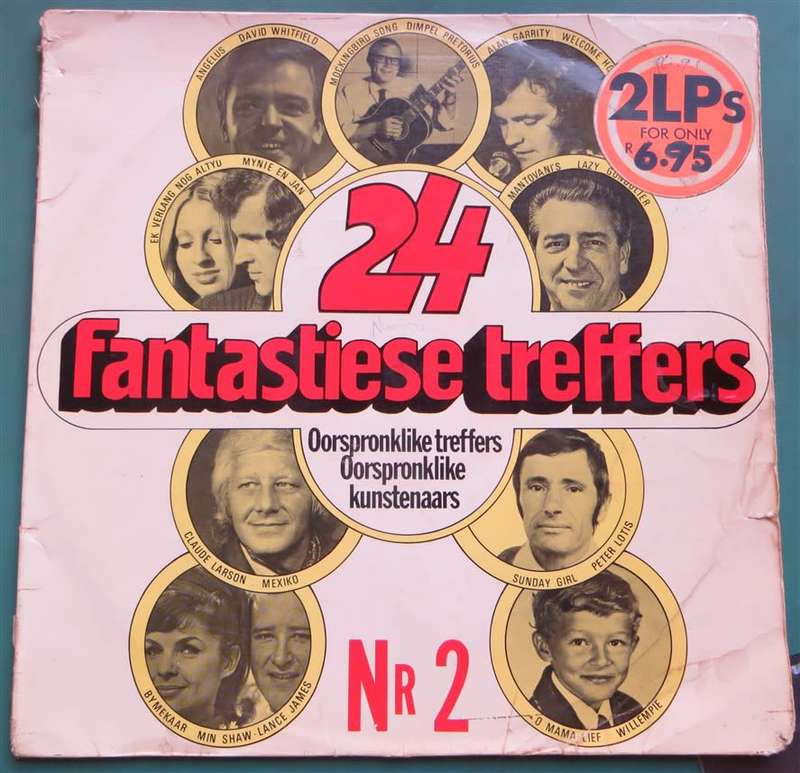 ANGELUS DAVID WHITFIELD
MOCKINGBIRD SONG DIMPEL PRETORIUS
ALAN GARRITY WELCOME
2LPs
FOR ONLY
R6.95
EK VERLANG NOG ALTYD MYNIE EN JAN
MANTOVANI'S LAZY GONDOLIER
24
Fantastiese treffers
Oorspronklike treffers
Oorspronklike
kunstenaars
CLAUDE LARSON MEXIKO
SUNDAY GIRL PETER LOTIS
BYMEKAAR MIN SHAW-LANCE JAMES
O MAMA LIEF WILLEMPIE
NR 2